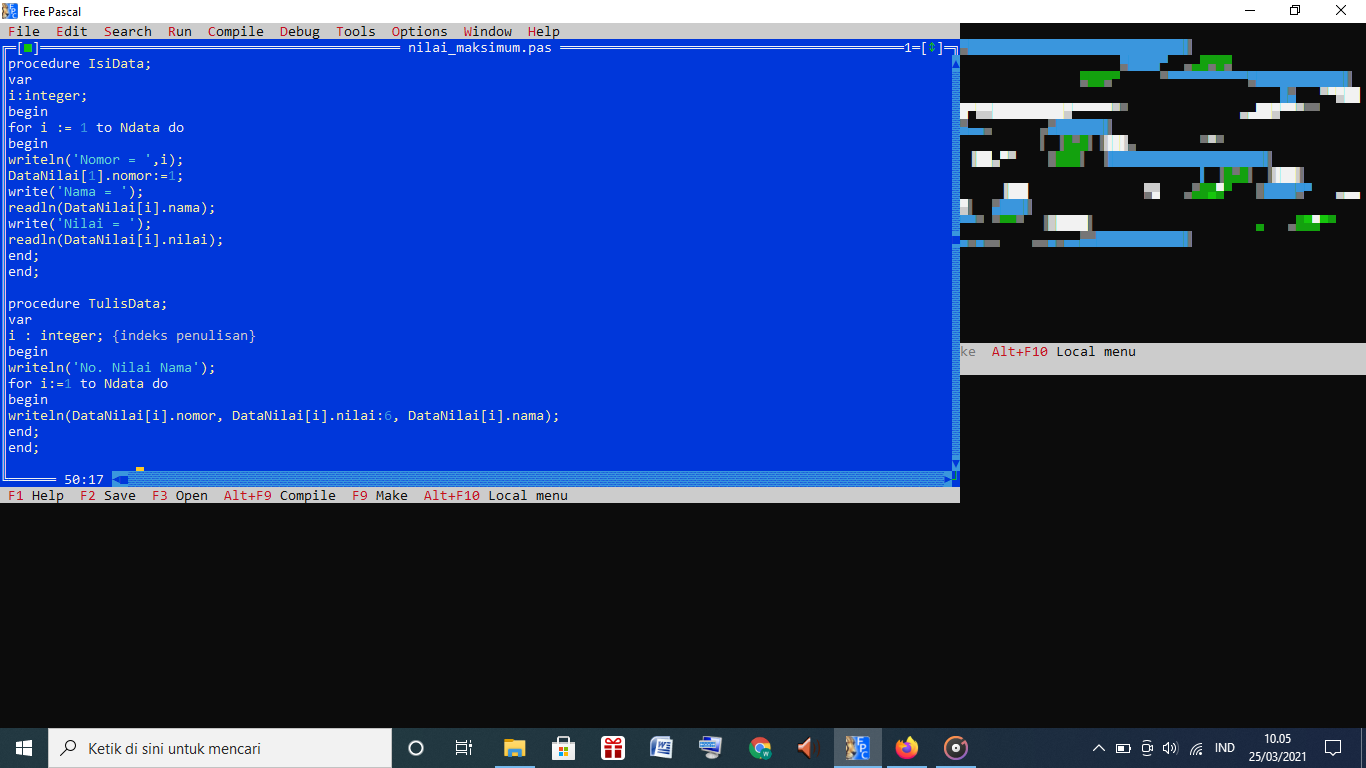 Free Pascal
File Edit Search Run Compile Debug Tools Options Window Help
nilai_maksimum.pas 1=[↕]
procedure IsiData;
var
i:integer;
begin
for i := 1 to Ndata do
begin
writeln('Nomor = ',i);
DataNilai[1].nomor:=1;
write('Nama = ');
readln(DataNilai[i].nama);
write('Nilai = ');
readln(DataNilai[i].nilai);
end;
end;
procedure TulisData;
var
i : integer; {indeks penulisan}
begin
writeln('No. Nilai Nama');
for i:=1 to Ndata do
begin
writeln(DataNilai[i].nomor, DataNilai[i].nilai:6, DataNilai[i].nama);
end;
end;
50:17
F1 Help F2 Save F3 Open Alt+F9 Compile F9 Make Alt+F10 Local menu
ke Alt+F10 Local menu
Ketik di sini untuk mencari
IND
10.05
25/03/2021